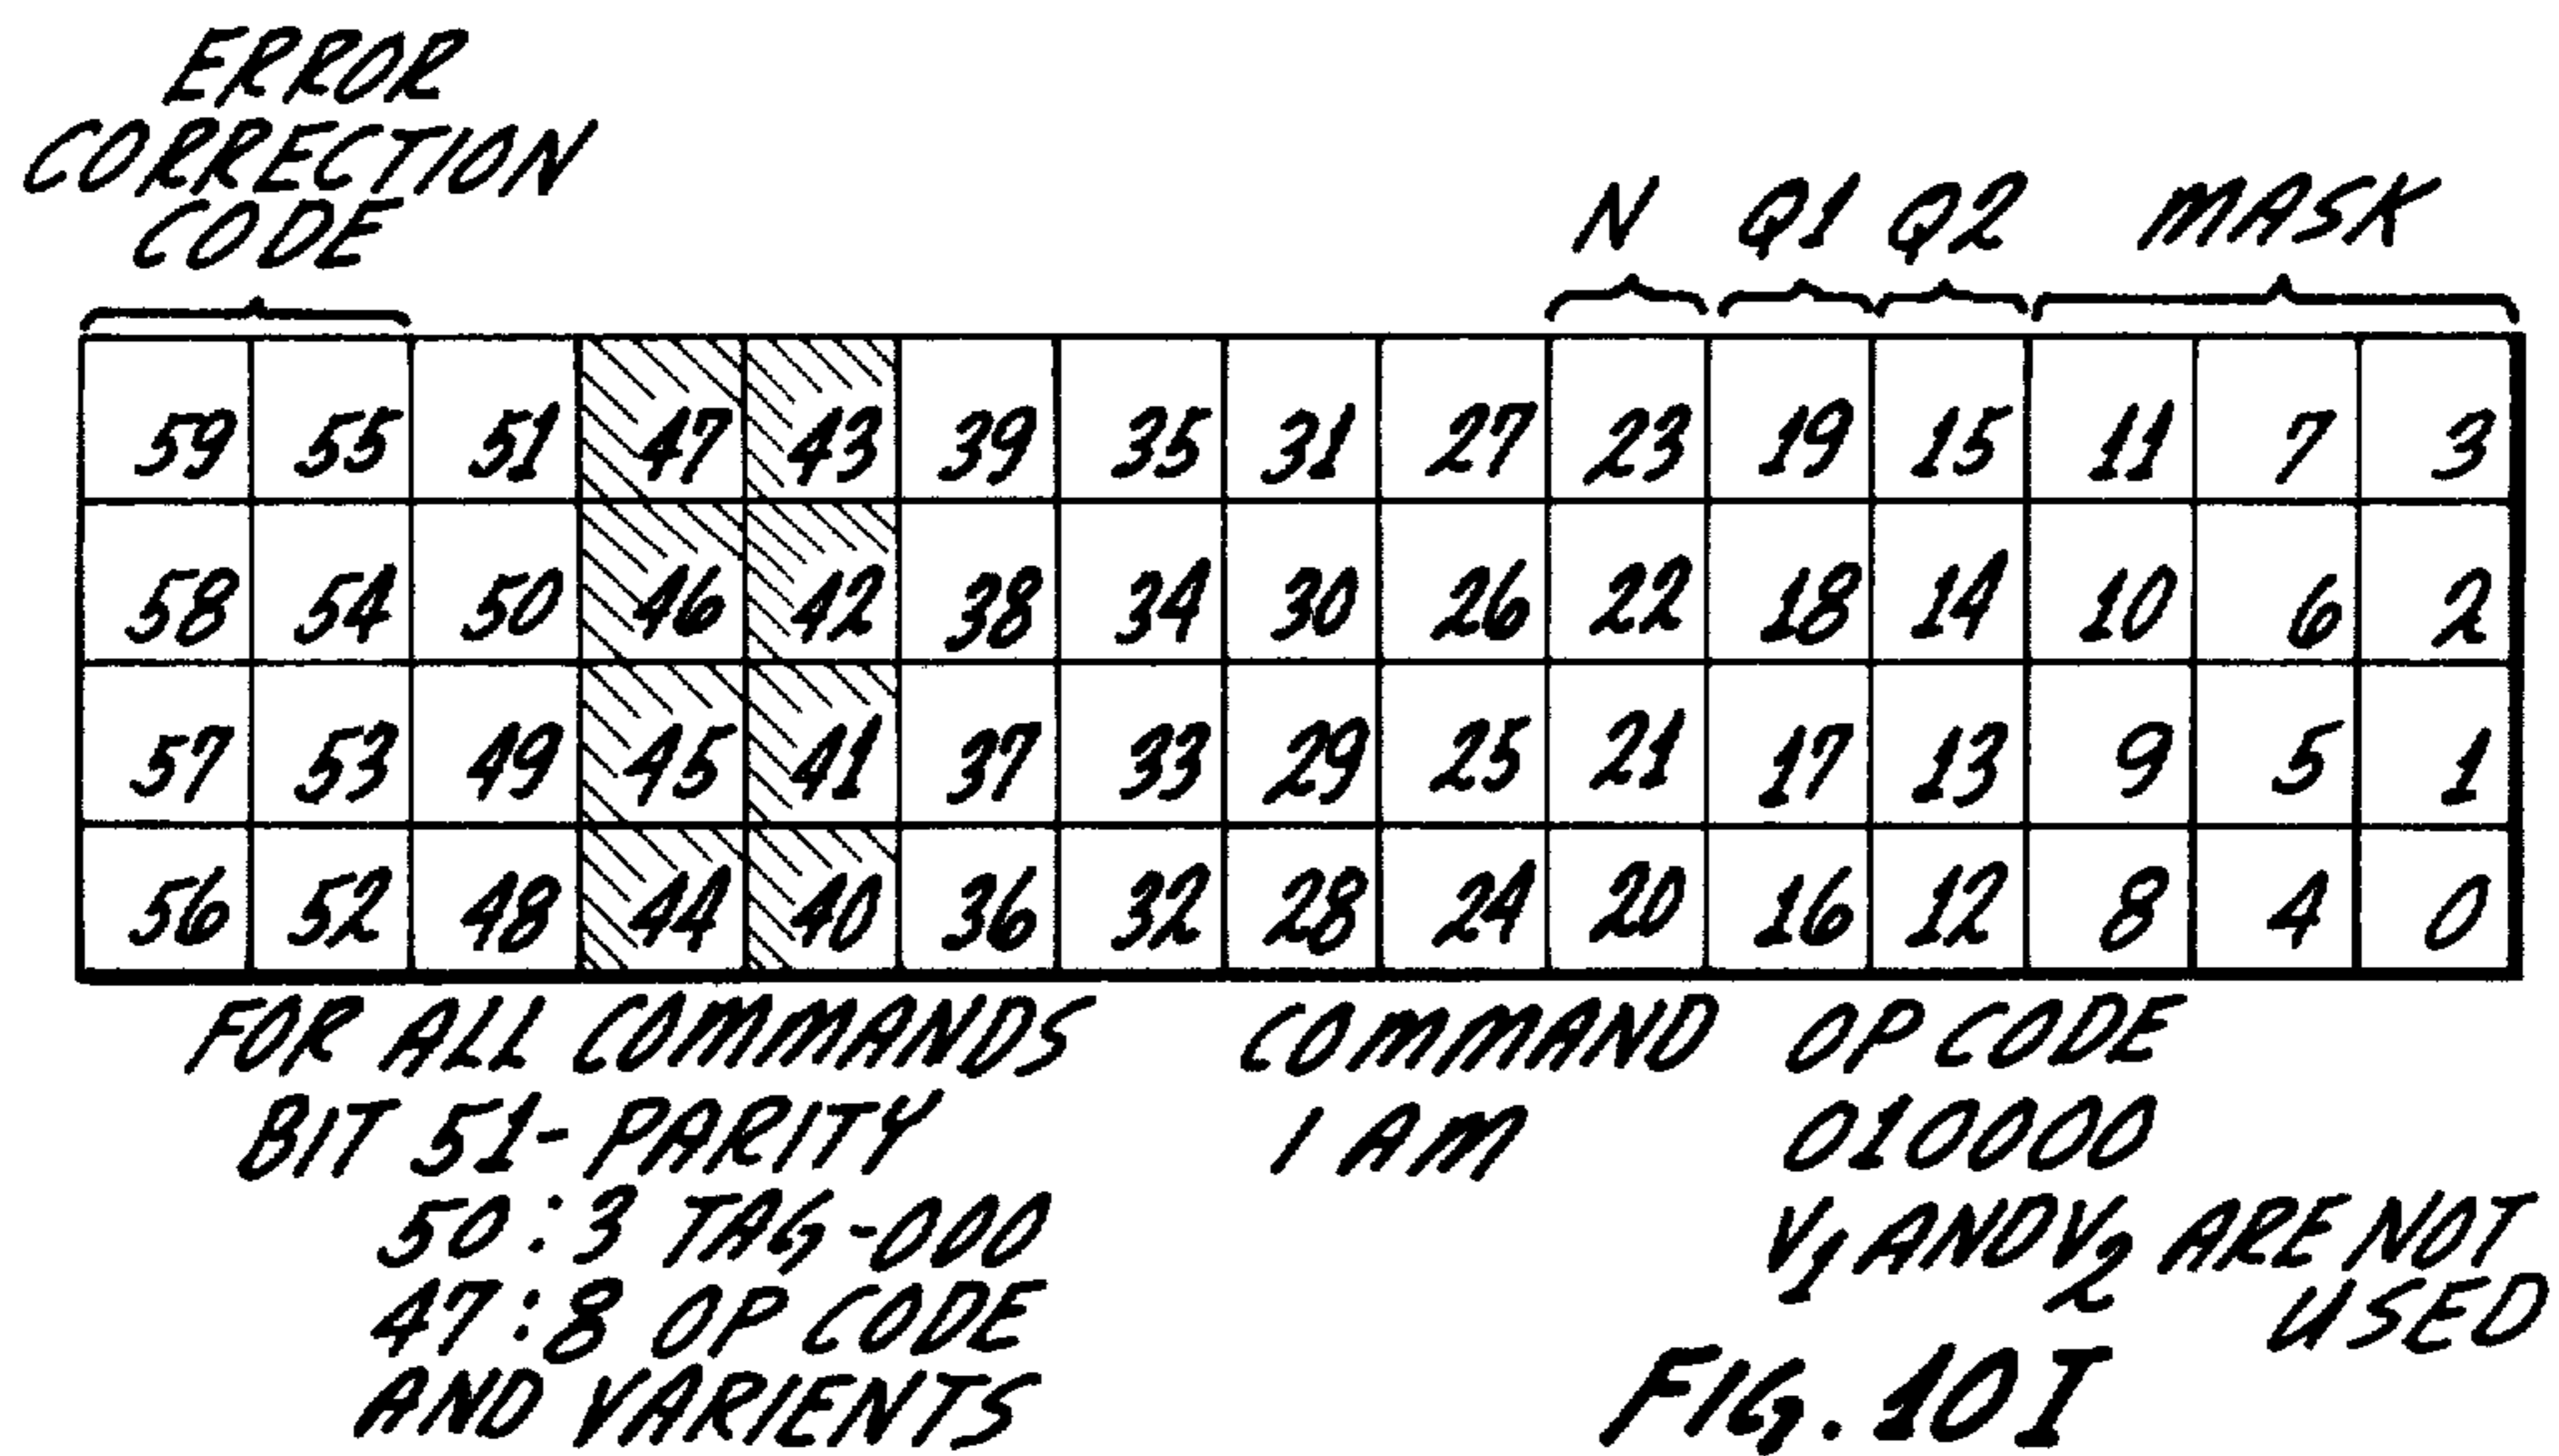 ERROR
CORRECTION
CODE
N Q1 Q2 MASK
59 55 51 47 43 39 35 31 27 23 19 15 11 7 3
58 54 50 46 42 38 34 30 26 22 18 14 10 6 2
57 53 49 45 41 37 33 29 25 21 17 13 9 5 1
56 52 48 44 40 36 32 28 24 20 16 12 8 4 0
FOR ALL COMMANDS COMMAND OP CODE
BIT 51-PARITY I AM 010000
50:3 TAG-000 V1 AND V2 ARE NOT
47:8 OP CODE USED
AND VARIENTS
FIG. 10I